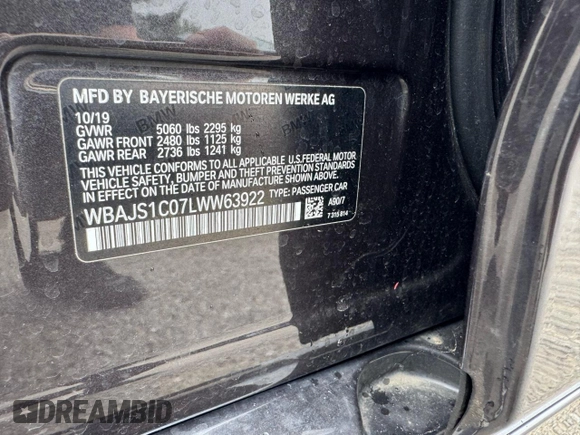 MFD BY BAYERISCHE MOTOREN WERKE AG
10/19
GVWR 5060 lbs 2295 kg
GAWR FRONT 2480 lbs 1125 kg
GAWR REAR 2736 lbs 1241 kg
THIS VEHICLE CONFORMS TO ALL APPLICABLE U.S. FEDERAL MOTOR
VEHICLE SAFETY, BUMPER AND THEFT PREVENTION STANDARDS
IN EFFECT ON THE DATE OF MANUFACTURE SHOWN ABOVE.
WBAJS1C07LWW63922 TYPE: PASSENGER CAR
A90/7
7 315 814
DREAMBID